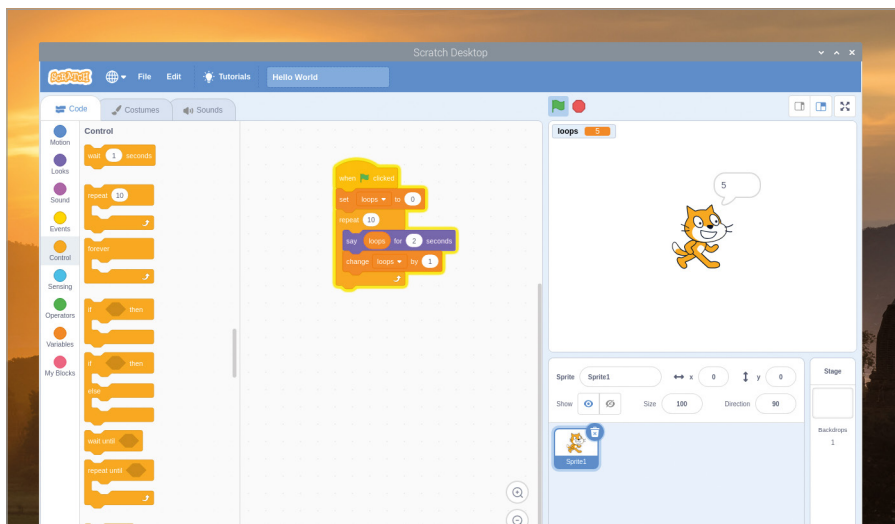 Scratch Desktop
SCRATCH File Edit Tutorials Hello World
Code Costumes Sounds
Motion
Looks
Sound
Events
Control
Sensing
Operators
Variables
My Blocks
Control
wait 1 seconds
repeat 10
forever
if then
if then
else
wait until
repeat until
when clicked
set loops to 0
repeat 10
say loops for 2 seconds
change loops by 1
loops 5
5
Sprite Sprite1 x 0 y 0
Show Size 100 Direction 90
Sprite1
Stage
Backdrops
1